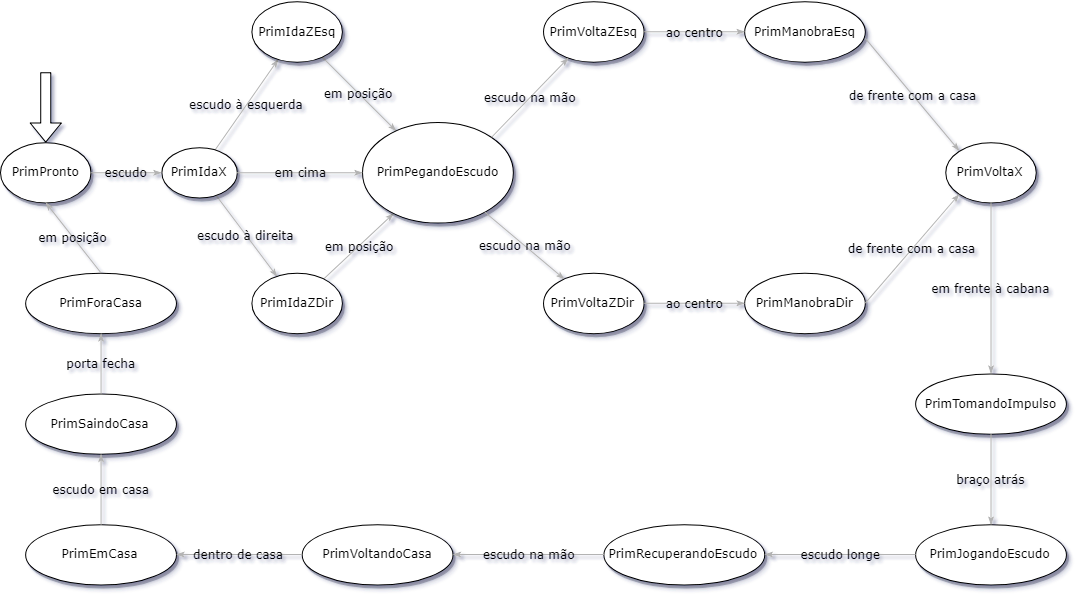 PrimIdaZEsq
PrimVoltaZEsq
ao centro
PrimManobraEsq
escudo à esquerda
em posição
escudo na mão
de frente com a casa
PrimPronto
escudo
PrimIdaX
em cima
PrimPegandoEscudo
PrimVoltaX
em posição
escudo à direita
em posição
escudo na mão
de frente com a casa
em frente à cabana
PrimForaCasa
PrimIdaZDir
PrimVoltaZDir
ao centro
PrimManobraDir
porta fecha
PrimTomandoImpulso
PrimSaindoCasa
escudo em casa
braço atrás
PrimEmCasa
dentro de casa
PrimVoltandoCasa
escudo na mão
PrimRecuperandoEscudo
escudo longe
PrimJogandoEscudo